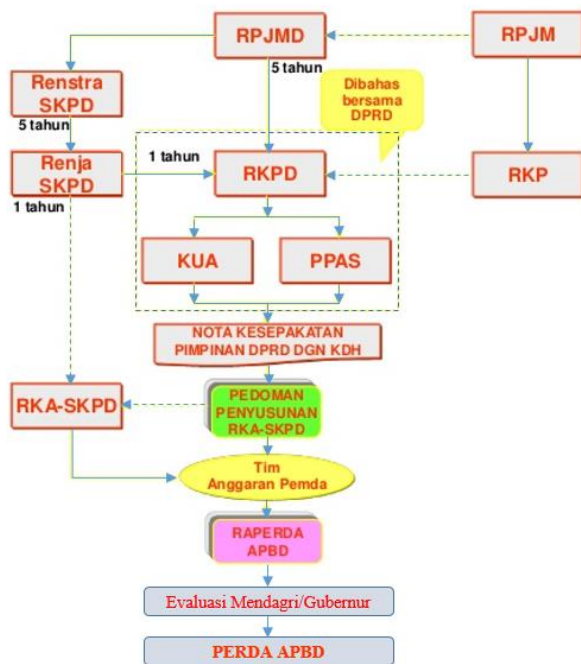 RPJMD
RPJM
Renstra
SKPD
5 tahun
5 tahun
Dibahas
bersama
DPRD
Renja
SKPD
1 tahun
1 tahun
RKPD
RKP
KUA
PPAS
NOTA KESEPAKATAN
PIMPINAN DPRD DGN KDH
RKA-SKPD
PEDOMAN
PENYUSUNAN
RKA-SKPD
Tim
Anggaran Pemda
RAPERDA
APBD
Evaluasi Mendagri/Gubernur
PERDA APBD